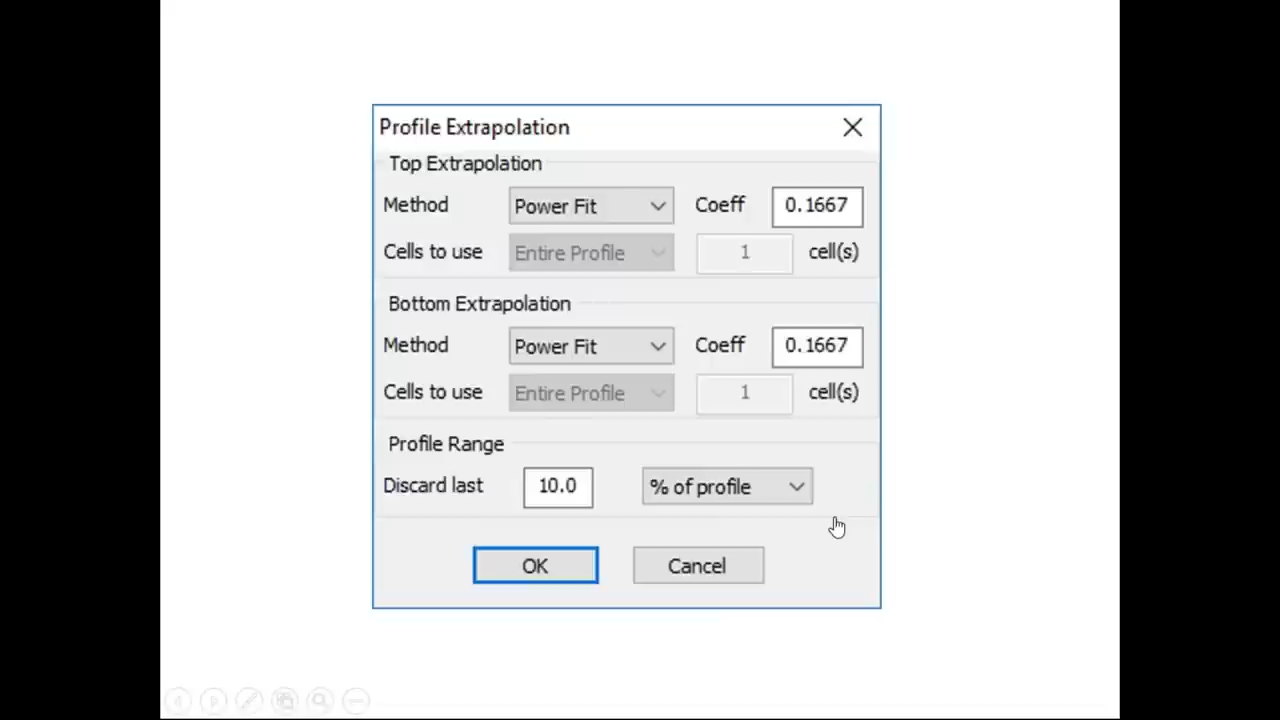 Profile Extrapolation
Top Extrapolation
Method Power Fit Coeff 0.1667
Cells to use Entire Profile 1 cell(s)
Bottom Extrapolation
Method Power Fit Coeff 0.1667
Cells to use Entire Profile 1 cell(s)
Profile Range
Discard last 10.0 % of profile
OK Cancel